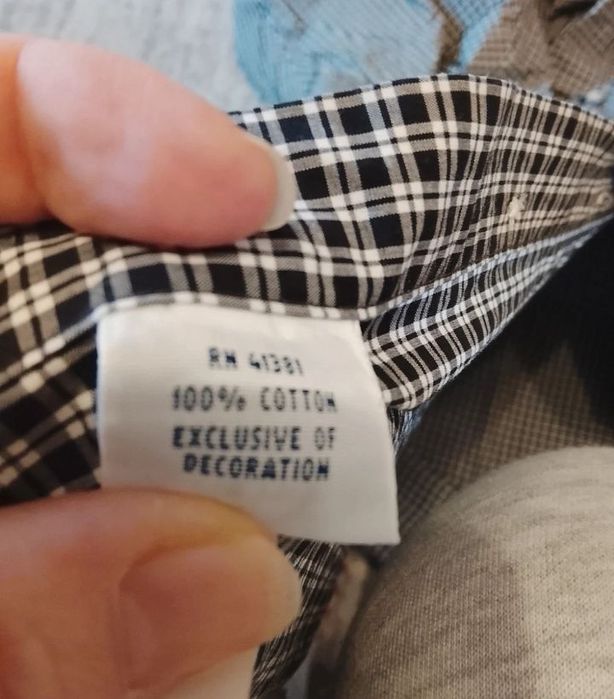 RN 41381
100% COTTON
EXCLUSIVE OF
DECORATION